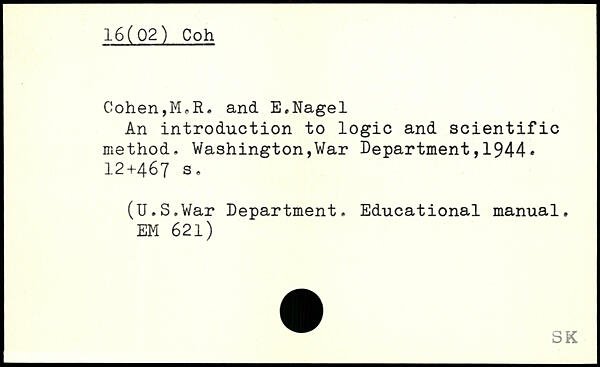 16(02) Coh
Cohen,M.R. and E.Nagel
An introduction to logic and scientific
method. Washington,War Department,1944.
12+467 s.
(U.S.War Department. Educational manual.
EM 621)
SK